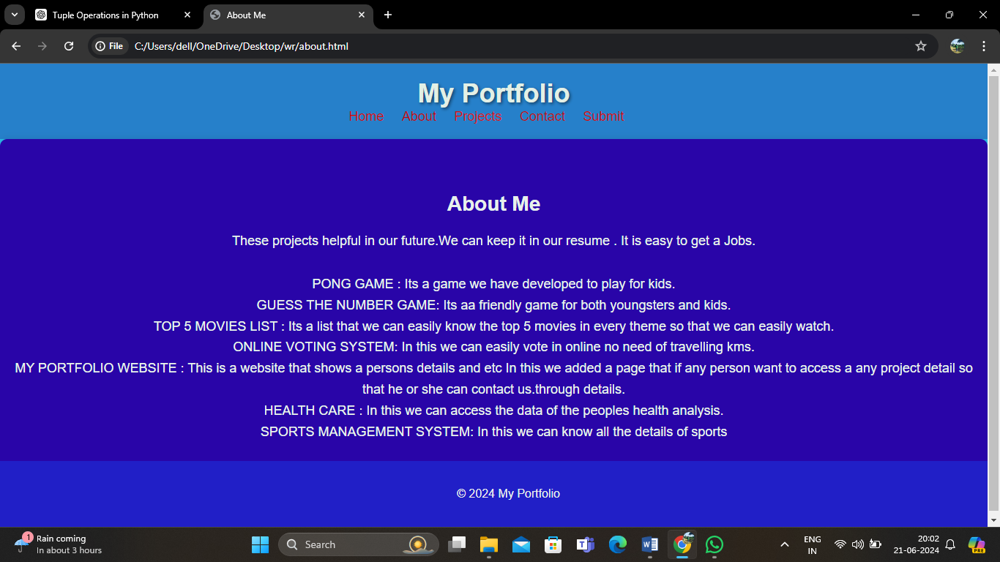 Tuple Operations in Python
About Me
File
C:/Users/dell/OneDrive/Desktop/wr/about.html
My Portfolio
Home About Projects Contact Submit
About Me
These projects helpful in our future.We can keep it in our resume . It is easy to get a Jobs.
PONG GAME : Its a game we have developed to play for kids.
GUESS THE NUMBER GAME: Its aa friendly game for both youngsters and kids.
TOP 5 MOVIES LIST : Its a list that we can easily know the top 5 movies in every theme so that we can easily watch.
ONLINE VOTING SYSTEM: In this we can easily vote in online no need of travelling kms.
MY PORTFOLIO WEBSITE : This is a website that shows a persons details and etc In this we added a page that if any person want to access a any project detail so
that he or she can contact us.through details.
HEALTH CARE : In this we can access the data of the peoples health analysis.
SPORTS MANAGEMENT SYSTEM: In this we can know all the details of sports
© 2024 My Portfolio
1
Rain coming
In about 3 hours
Search
PRE
ENG
IN
20:02
21-06-2024